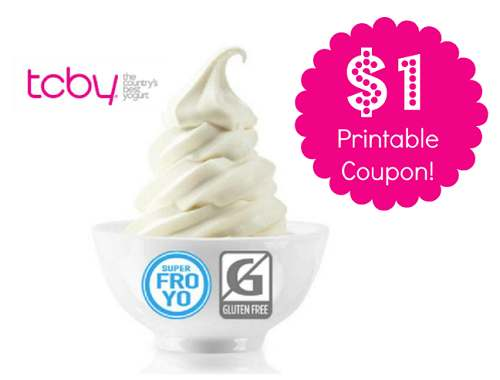 tcby
the
country's
best
yogurt
$1
Printable
Coupon!
SUPER
FRO
YO
G
GLUTEN FREE